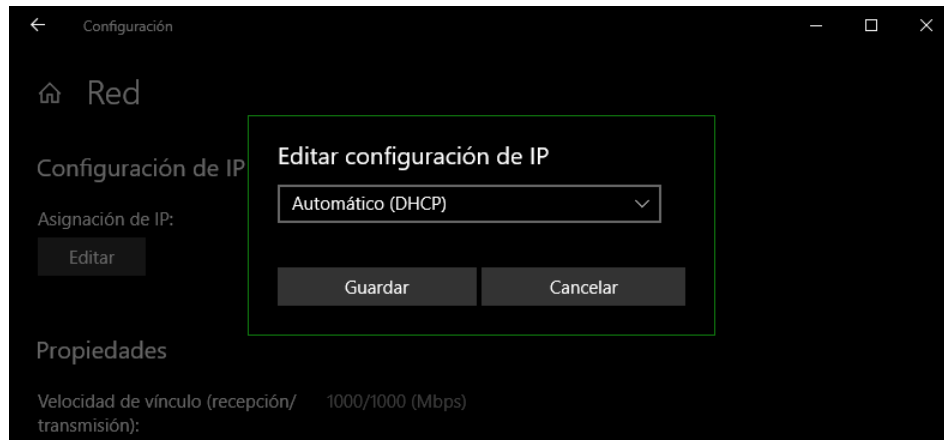 Configuración
Red
Configuración de IP
Asignación de IP:
Editar
Editar configuración de IP
Automático (DHCP)
Guardar
Cancelar
Propiedades
Velocidad de vínculo (recepción/
transmisión):
1000/1000 (Mbps)